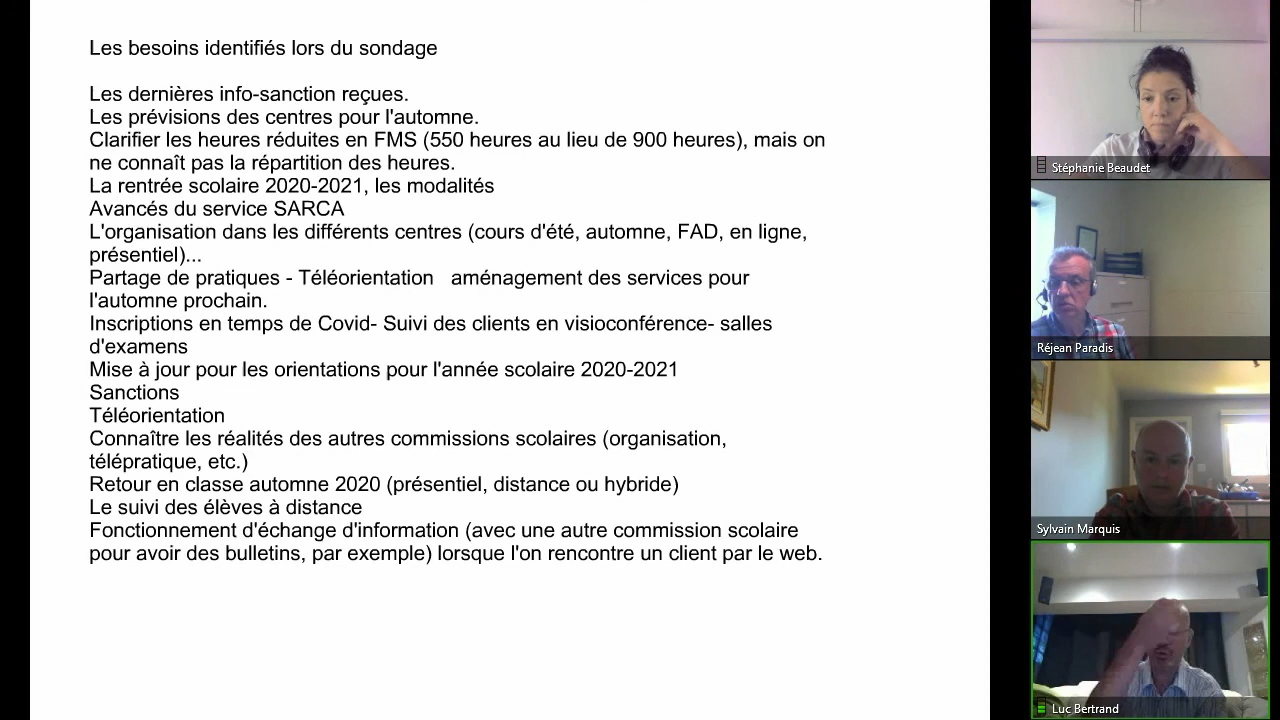 Les besoins identifiés lors du sondage
Les dernières info-sanction reçues.
Les prévisions des centres pour l'automne.
Clarifier les heures réduites en FMS (550 heures au lieu de 900 heures), mais on
ne connaît pas la répartition des heures.
La rentrée scolaire 2020-2021, les modalités
Avancés du service SARCA
L'organisation dans les différents centres (cours d'été, automne, FAD, en ligne,
présentiel)...
Partage de pratiques - Téléorientation   aménagement des services pour
l'automne prochain.
Inscriptions en temps de Covid- Suivi des clients en visioconférence- salles
d'examens
Mise à jour pour les orientations pour l'année scolaire 2020-2021
Sanctions
Téléorientation
Connaître les réalités des autres commissions scolaires (organisation,
télépratique, etc.)
Retour en classe automne 2020 (présentiel, distance ou hybride)
Le suivi des élèves à distance
Fonctionnement d'échange d'information (avec une autre commission scolaire
pour avoir des bulletins, par exemple) lorsque l'on rencontre un client par le web.
Stéphanie Beaudet
Réjean Paradis
Sylvain Marquis
Luc Bertrand